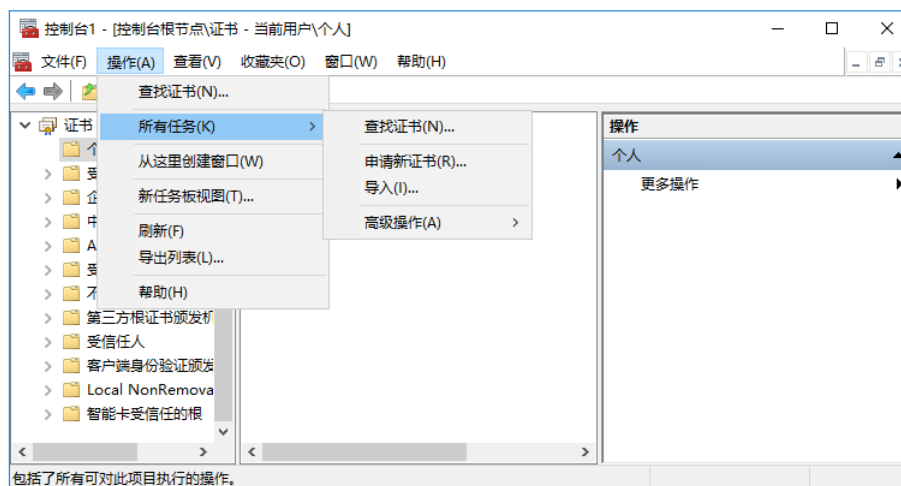 控制台1 - [控制台根节点\证书 - 当前用户\个人]
文件(F) 操作(A) 查看(V) 收藏夹(O) 窗口(W) 帮助(H)
查找证书(N)...
所有任务(K)
从这里创建窗口(W)
新任务板视图(T)...
刷新(F)
导出列表(L)...
帮助(H)
查找证书(N)...
申请新证书(R)...
导入(I)...
高级操作(A)
证书
第三方根证书颁发机
受信任人
客户端身份验证颁发
Local NonRemova
智能卡受信任的根
操作
个人
更多操作
包括了所有可对此项目执行的操作。